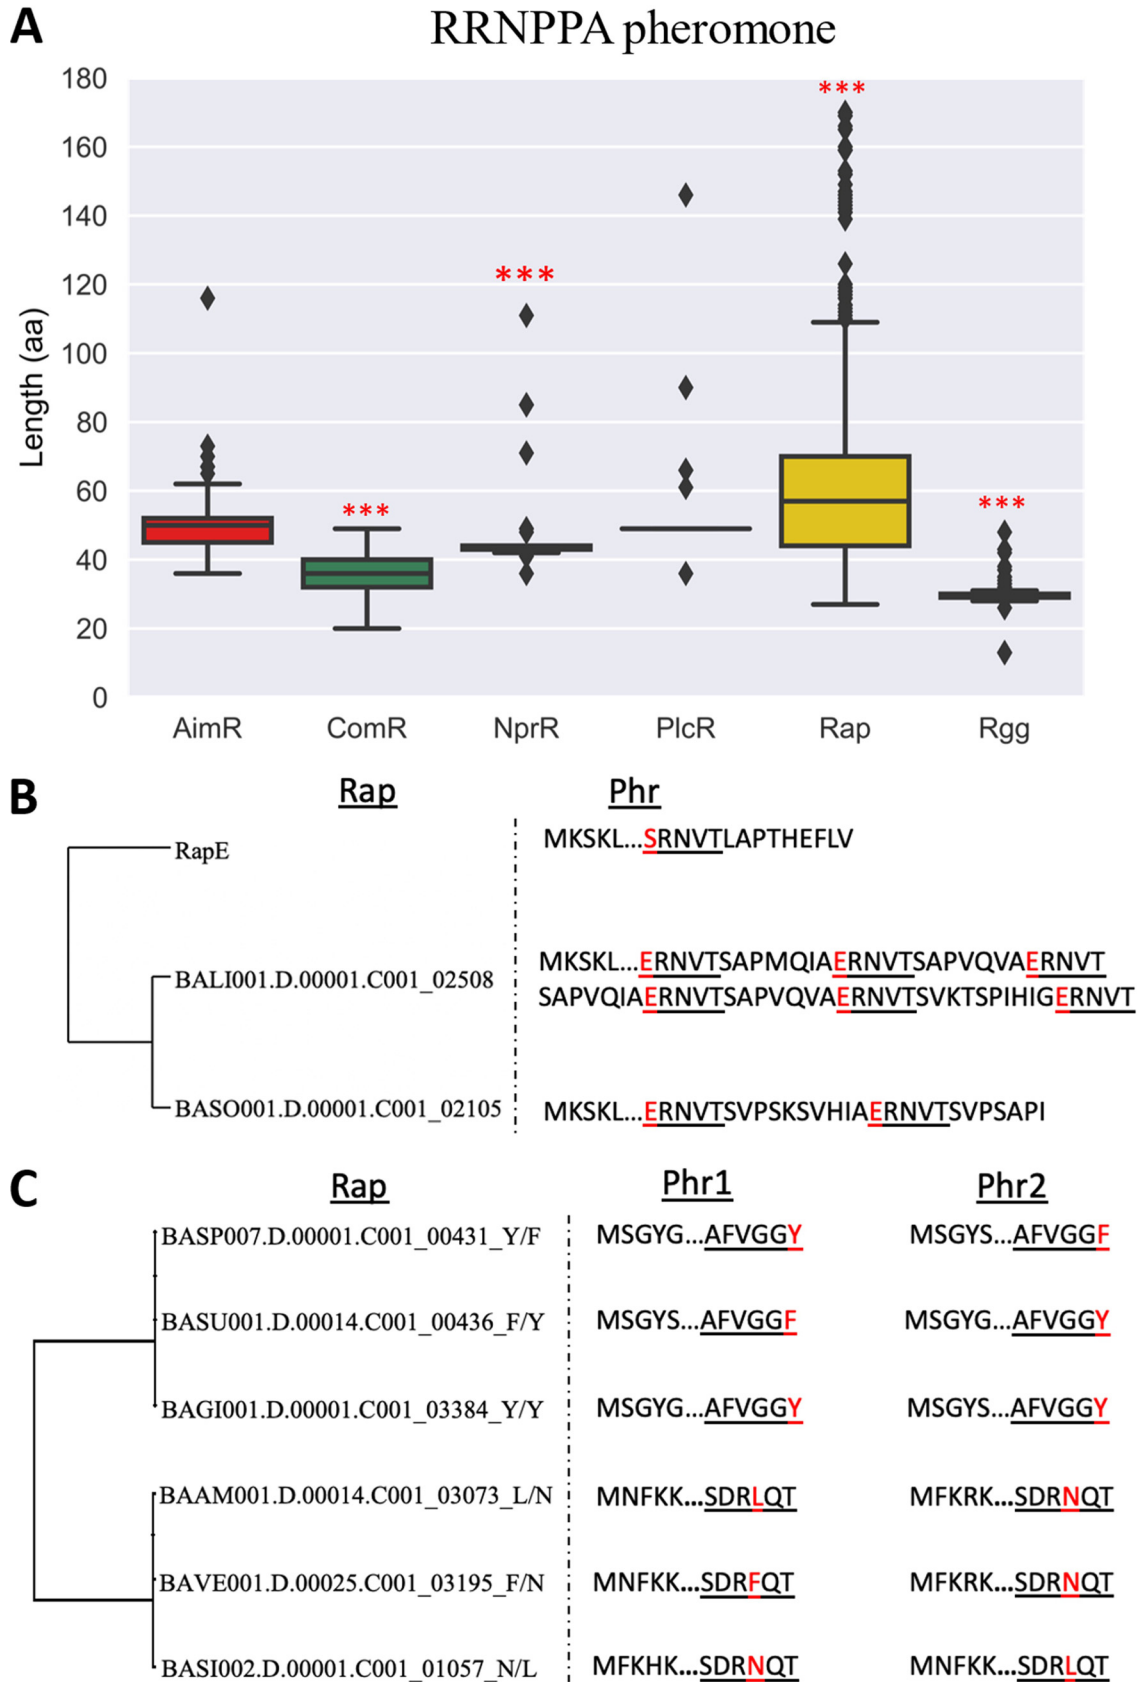 A
RRNPPA pheromone
180
160
140
120
100
80
60
40
20
0
Length (aa)
***
***
***
***
AimR ComR NprR PlcR Rap Rgg
B
Rap Phr
RapE MKSKL...SRNVTLAPTHEFLV
BALI001.D.00001.C001_02508 MKSKL...ERNVTSAPMQIAERNVTSAPVQVAERNVT
SAPVQIAERNVTSAPVQVAERNVTSVKTSPIHIGERNVT
BASO001.D.00001.C001_02105 MKSKL...ERNVTSVPSKSVHIAERNVTSVPSAPI
C
Rap Phr1 Phr2
BASP007.D.00001.C001_00431_Y/F MSGYG...AFVGGY MSGYS...AFVGGF
BASU001.D.00014.C001_00436_F/Y MSGYS...AFVGGF MSGYG...AFVGGY
BAGI001.D.00001.C001_03384_Y/Y MSGYG...AFVGGY MSGYS...AFVGGY
BAAM001.D.00014.C001_03073_L/N MNFKK...SDRLQT MFKRK...SDRNQT
BAVE001.D.00025.C001_03195_F/N MNFKK...SDRFQT MFKRK...SDRNQT
BASI002.D.00001.C001_01057_N/L MFKHK...SDRNQT MNFKK...SDRLQT